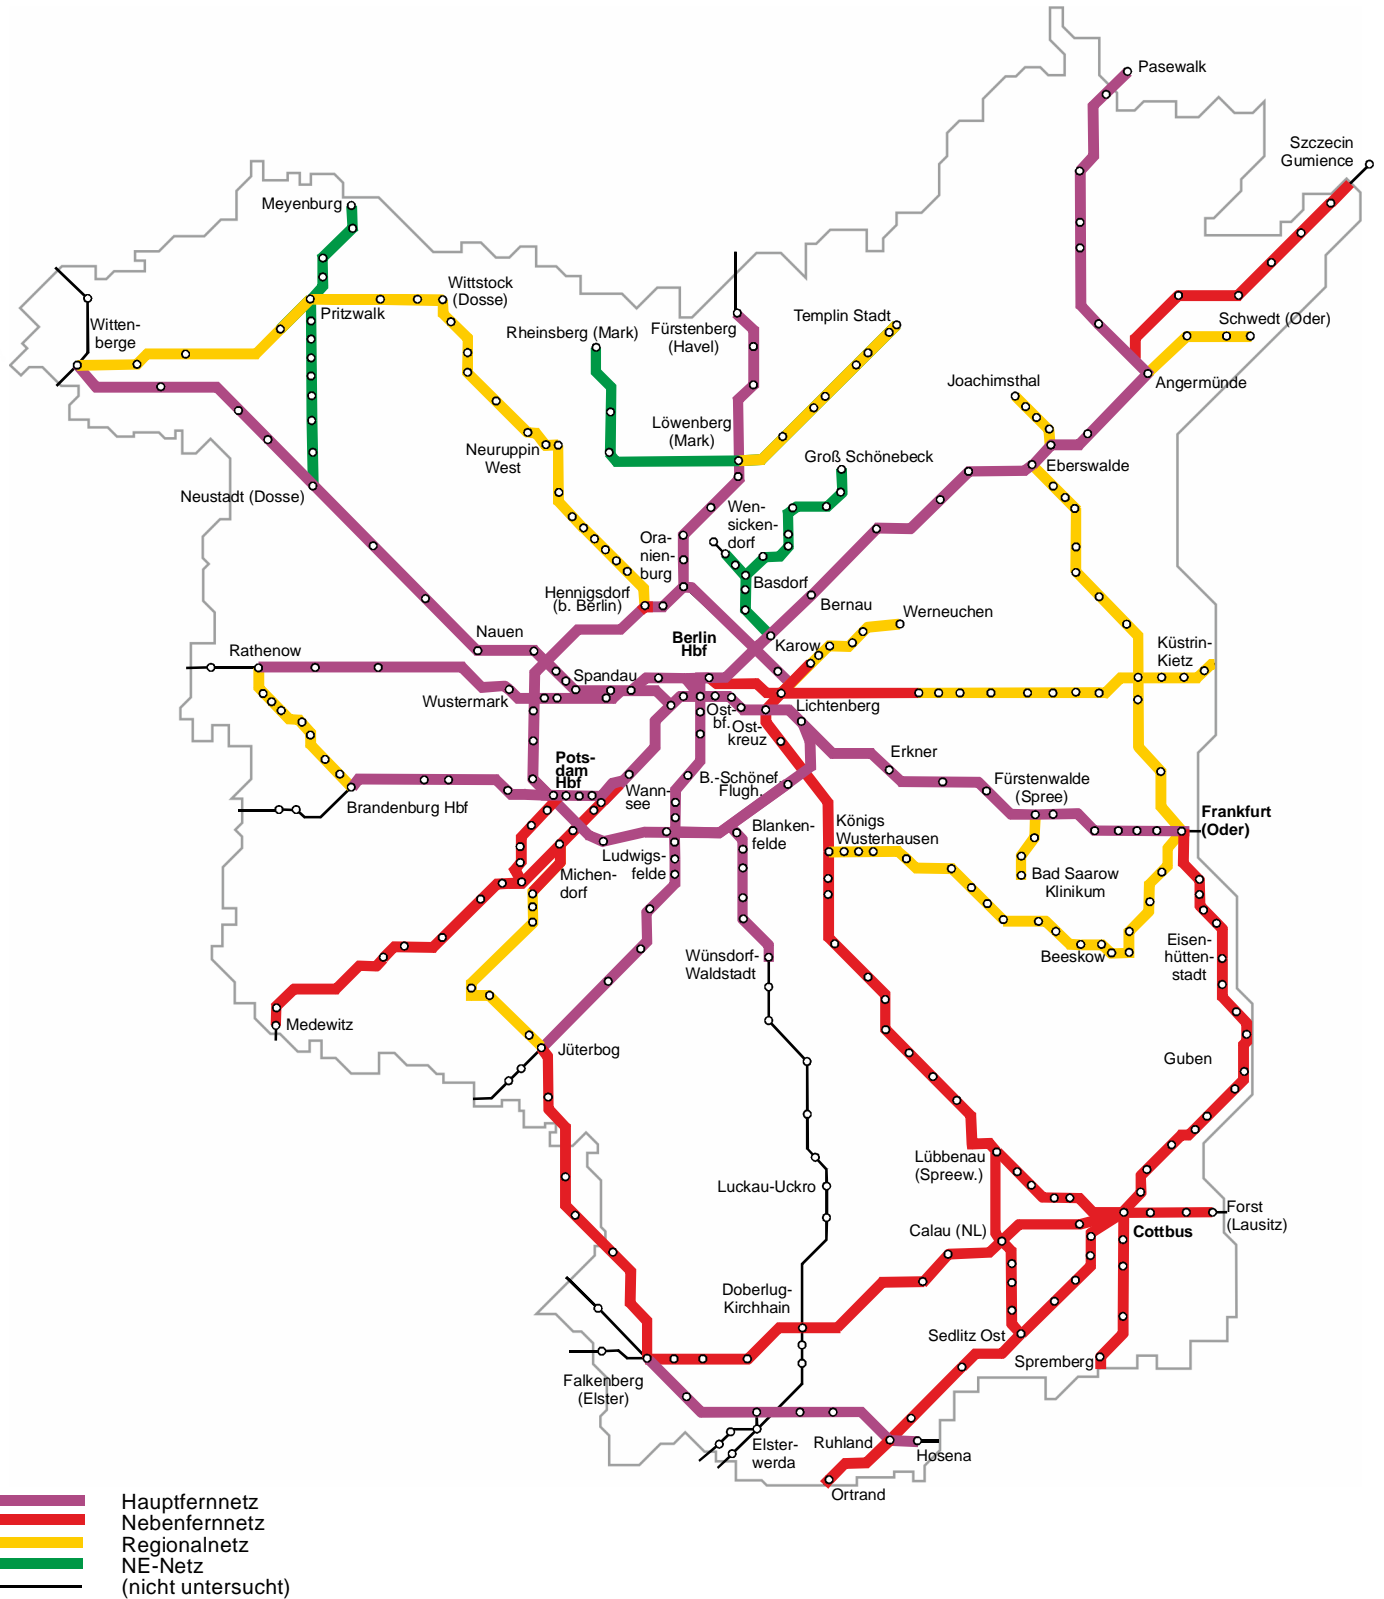 Pasewalk
Szczecin
Gumience
Meyenburg
Wittstock
(Dosse)
Pritzwalk
Witten-
berge
Rheinsberg (Mark)
Fürstenberg
(Havel)
Templin Stadt
Schwedt (Oder)
Angermünde
Joachimsthal
Löwenberg
(Mark)
Neuruppin
West
Groß Schönebeck
Eberswalde
Neustadt (Dosse)
Wen-
sicken-
dorf
Ora-
nien-
burg
Basdorf
Hennigsdorf
(b. Berlin)
Bernau
Werneuchen
Nauen
Berlin
Hbf
Karow
Küstrin-
Kietz
Rathenow
Spandau
Wustermark
Lichtenberg
Ost-
bf.
Ost-
kreuz
Erkner
Pots-
dam
Hbf
B.-Schönef.
Flugh.
Wann-
see
Fürstenwalde
(Spree)
Brandenburg Hbf
Frankfurt
(Oder)
Blanken-
felde
Königs
Wusterhausen
Ludwigs-
felde
Michen-
dorf
Bad Saarow
Klinikum
Eisen-
hütten-
stadt
Wünsdorf-
Waldstadt
Beeskow
Medewitz
Jüterbog
Guben
Lübbenau
(Spreew.)
Luckau-Uckro
Forst
(Lausitz)
Calau (NL)
Cottbus
Doberlug-
Kirchhain
Sedlitz Ost
Spremberg
Falkenberg
(Elster)
Elster-
werda
Ruhland
Hosena
Ortrand
Hauptfernnetz
Nebenfernnetz
Regionalnetz
NE-Netz
(nicht untersucht)